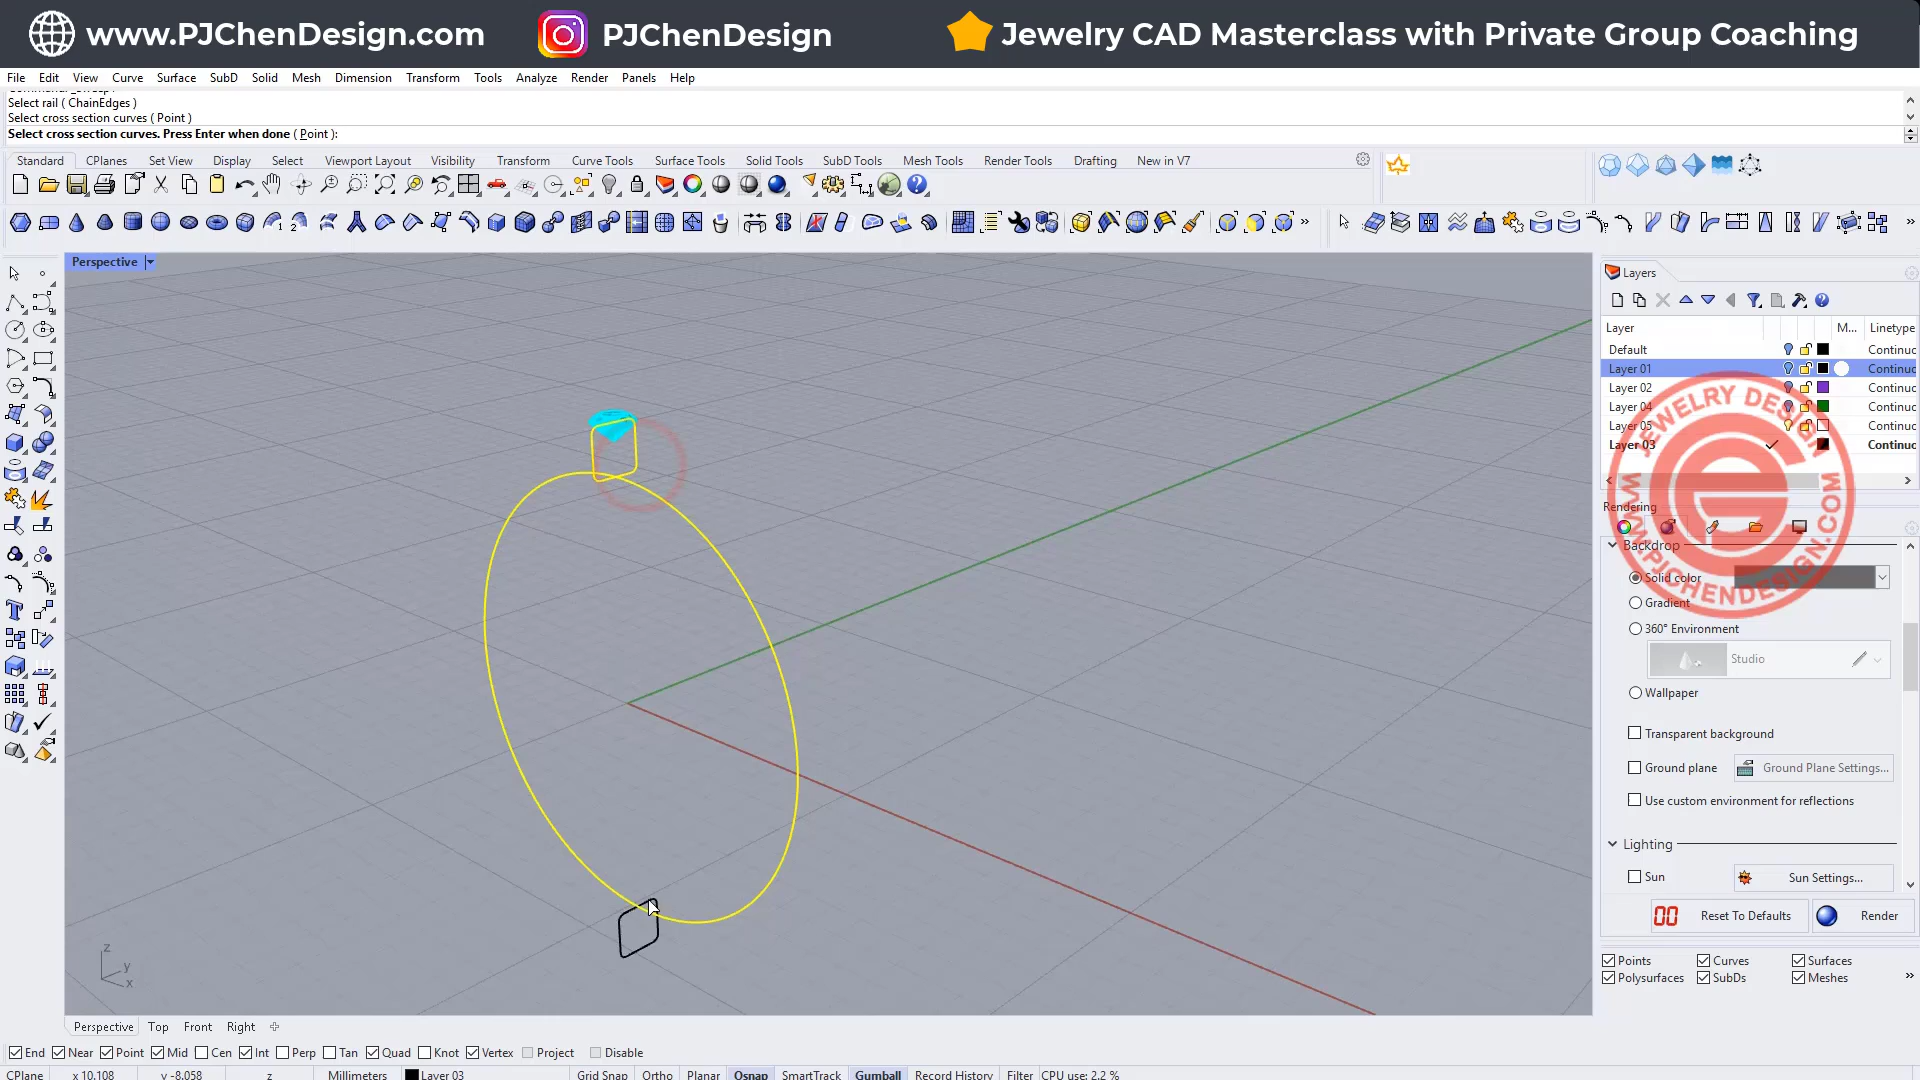 www.PJChenDesign.com PJChenDesign Jewelry CAD Masterclass with Private Group Coaching
File Edit View Curve Surface SubD Solid Mesh Dimension Transform Tools Analyze Render Panels Help
Select rail ( ChainEdges )
Select cross section curves ( Point )
Select cross section curves. Press Enter when done ( Point ):
Standard CPlanes Set View Display Select Viewport Layout Visibility Transform Curve Tools Surface Tools Solid Tools SubD Tools Mesh Tools Render Tools Drafting New in V7
Perspective
Layers
Layer M... Linetype
Default Continuc
Layer 01 Continuc
Layer 02 Continuc
Layer 04 Continuc
Layer 05 Continuc
Layer 03 Continuc
JEWELRY DESIGN
WWW.PJCHENDESIGN.COM
Rendering
Backdrop
Solid color
Gradient
360° Environment
Studio
Wallpaper
Transparent background
Ground plane Ground Plane Settings...
Use custom environment for reflections
Lighting
Sun Sun Settings...
Reset To Defaults Render
Points Curves Surfaces
Polysurfaces SubDs Meshes
z
y
x
Perspective Top Front Right
End Near Point Mid Cen Int Perp Tan Quad Knot Vertex Project Disable
CPlane x 10.108 y -8.058 z Millimeters Layer 03 Grid Snap Ortho Planar Osnap SmartTrack Gumball Record History Filter CPU use: 2.2 %